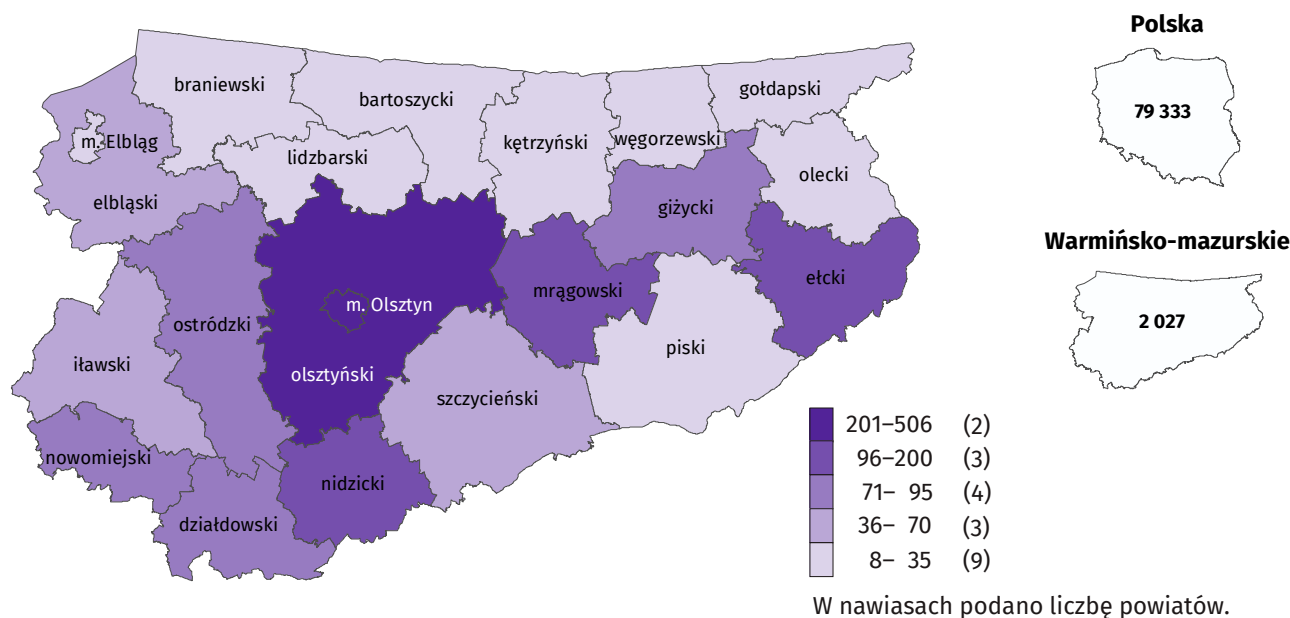 Polska
79 333
Warmińsko-mazurskie
2 027
braniewski
bartoszycki
gołdapski
m. Elbląg
lidzbarski
kętrzyński
węgorzewski
olecki
elbląski
giżycki
ełcki
mrągowski
m. Olsztyn
ostródzki
piski
iławski
olsztyński
szczycieński
nowomiejski
nidzicki
działdowski
201–506 (2)
96–200 (3)
71– 95 (4)
36– 70 (3)
8– 35 (9)
W nawiasach podano liczbę powiatów.